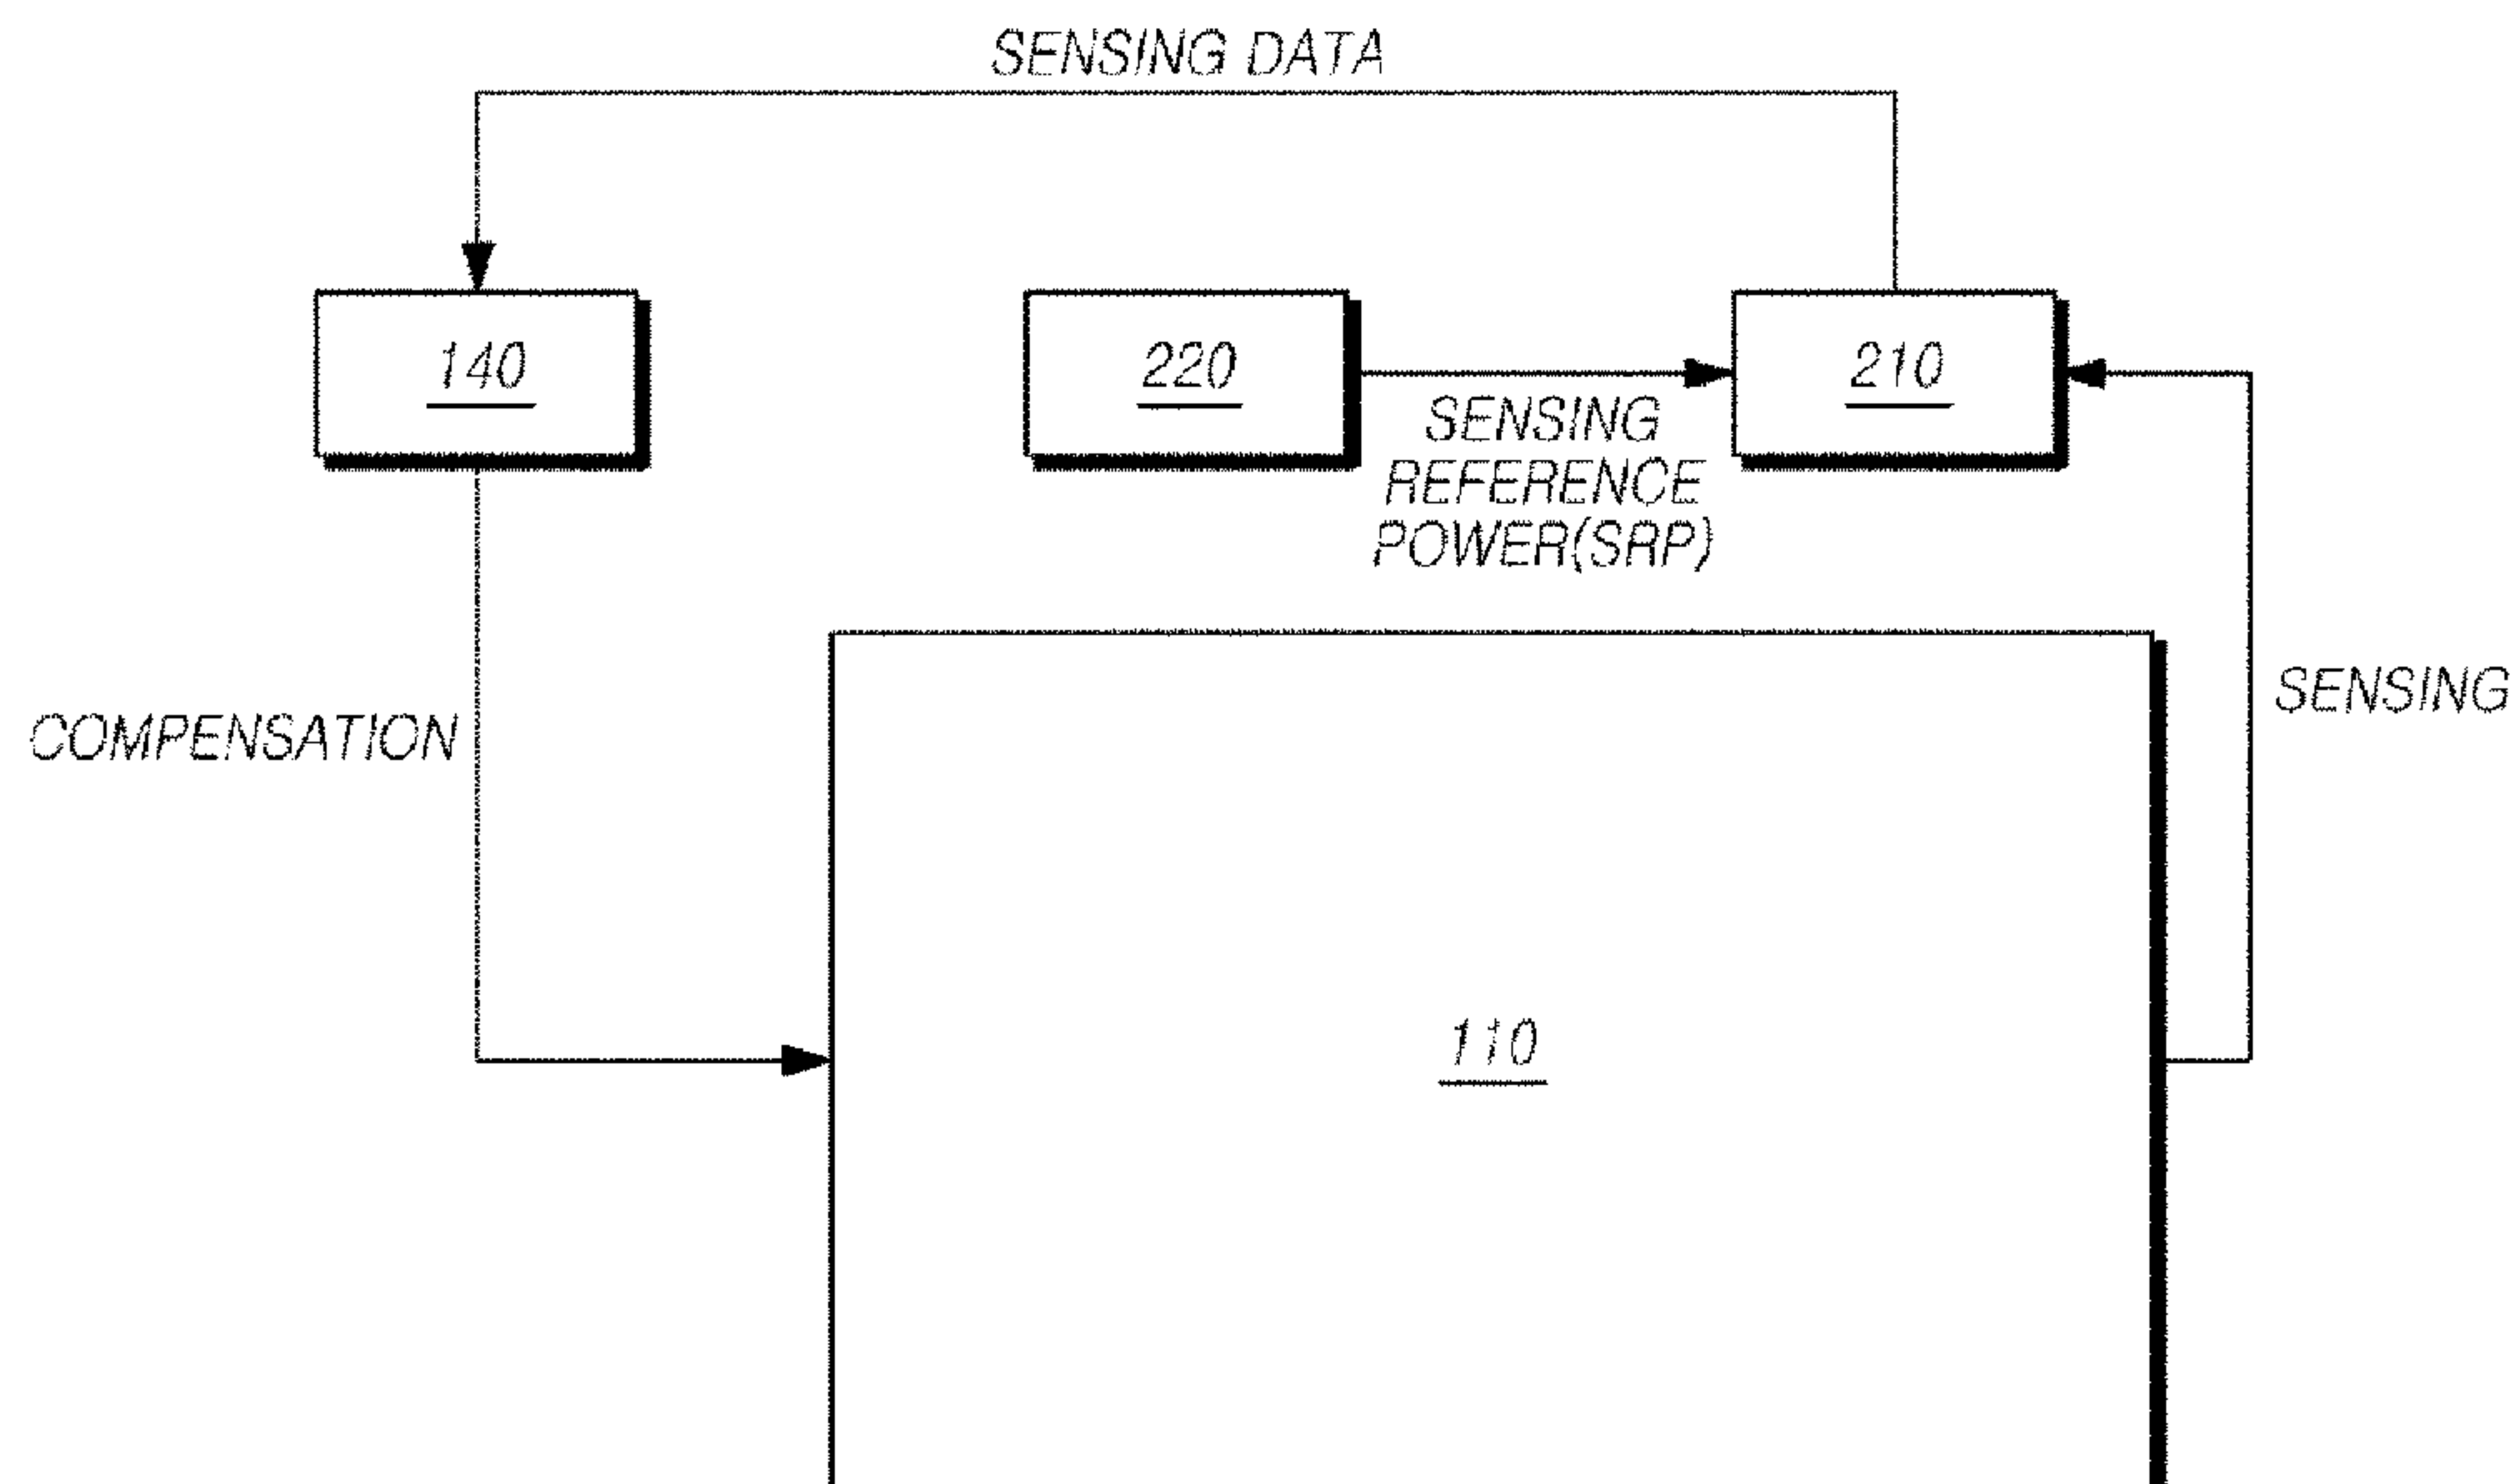 SENSING DATA
140
220
210
SENSING
REFERENCE
POWER(SRP)
COMPENSATION
SENSING
110